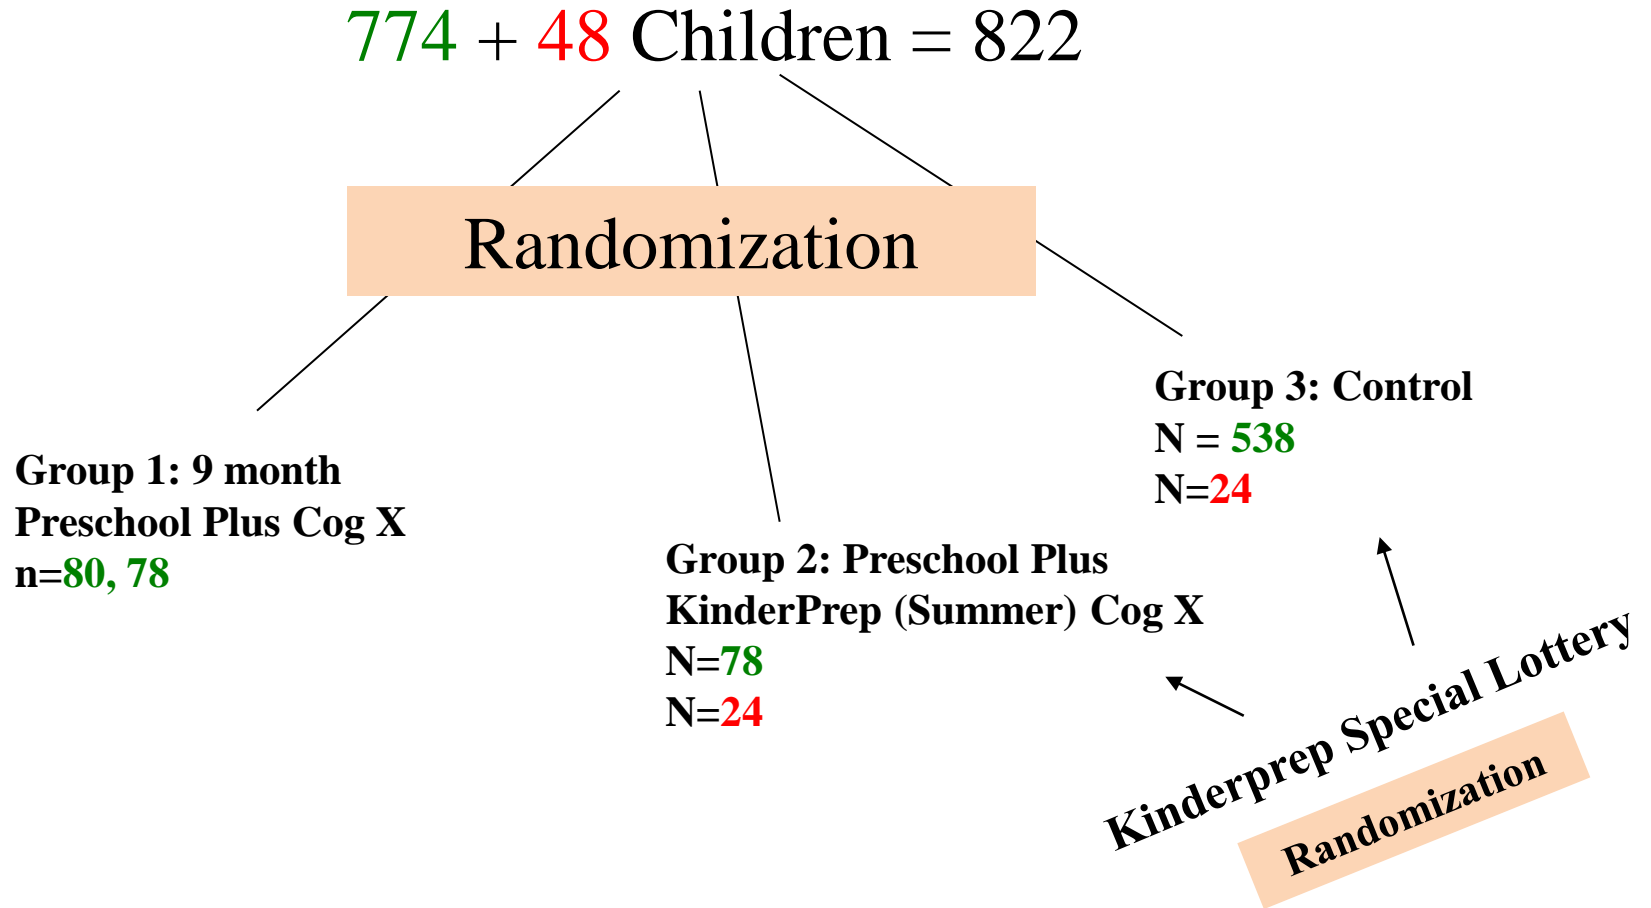 774 + 48 Children = 822
Randomization
Group 1: 9 month
Preschool Plus Cog X
n=80, 78
Group 2: Preschool Plus
KinderPrep (Summer) Cog X
N=78
N=24
Group 3: Control
N = 538
N=24
Kinderprep Special Lottery
Randomization